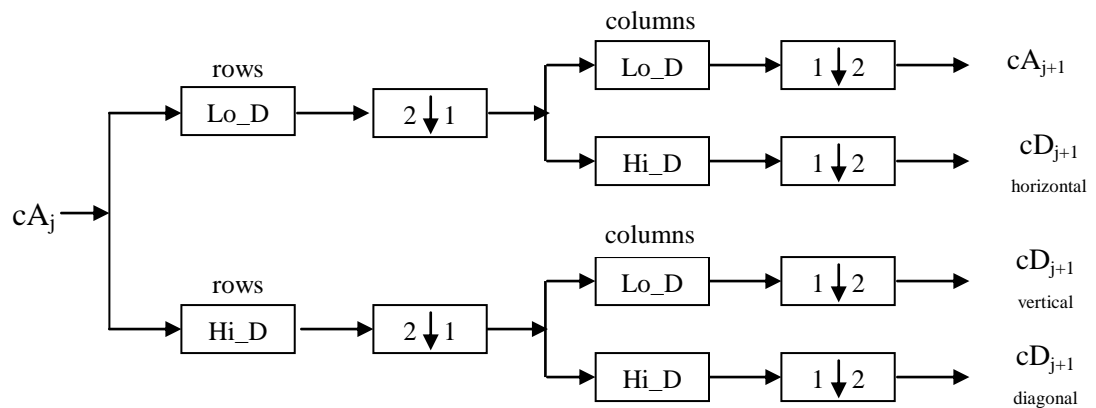 columns
rows
Lo_D
2↓1
Lo_D
1↓2
cA_{j+1}
Hi_D
1↓2
cD_{j+1}
horizontal
cA_j
rows
Hi_D
2↓1
columns
Lo_D
1↓2
cD_{j+1}
vertical
Hi_D
1↓2
cD_{j+1}
diagonal